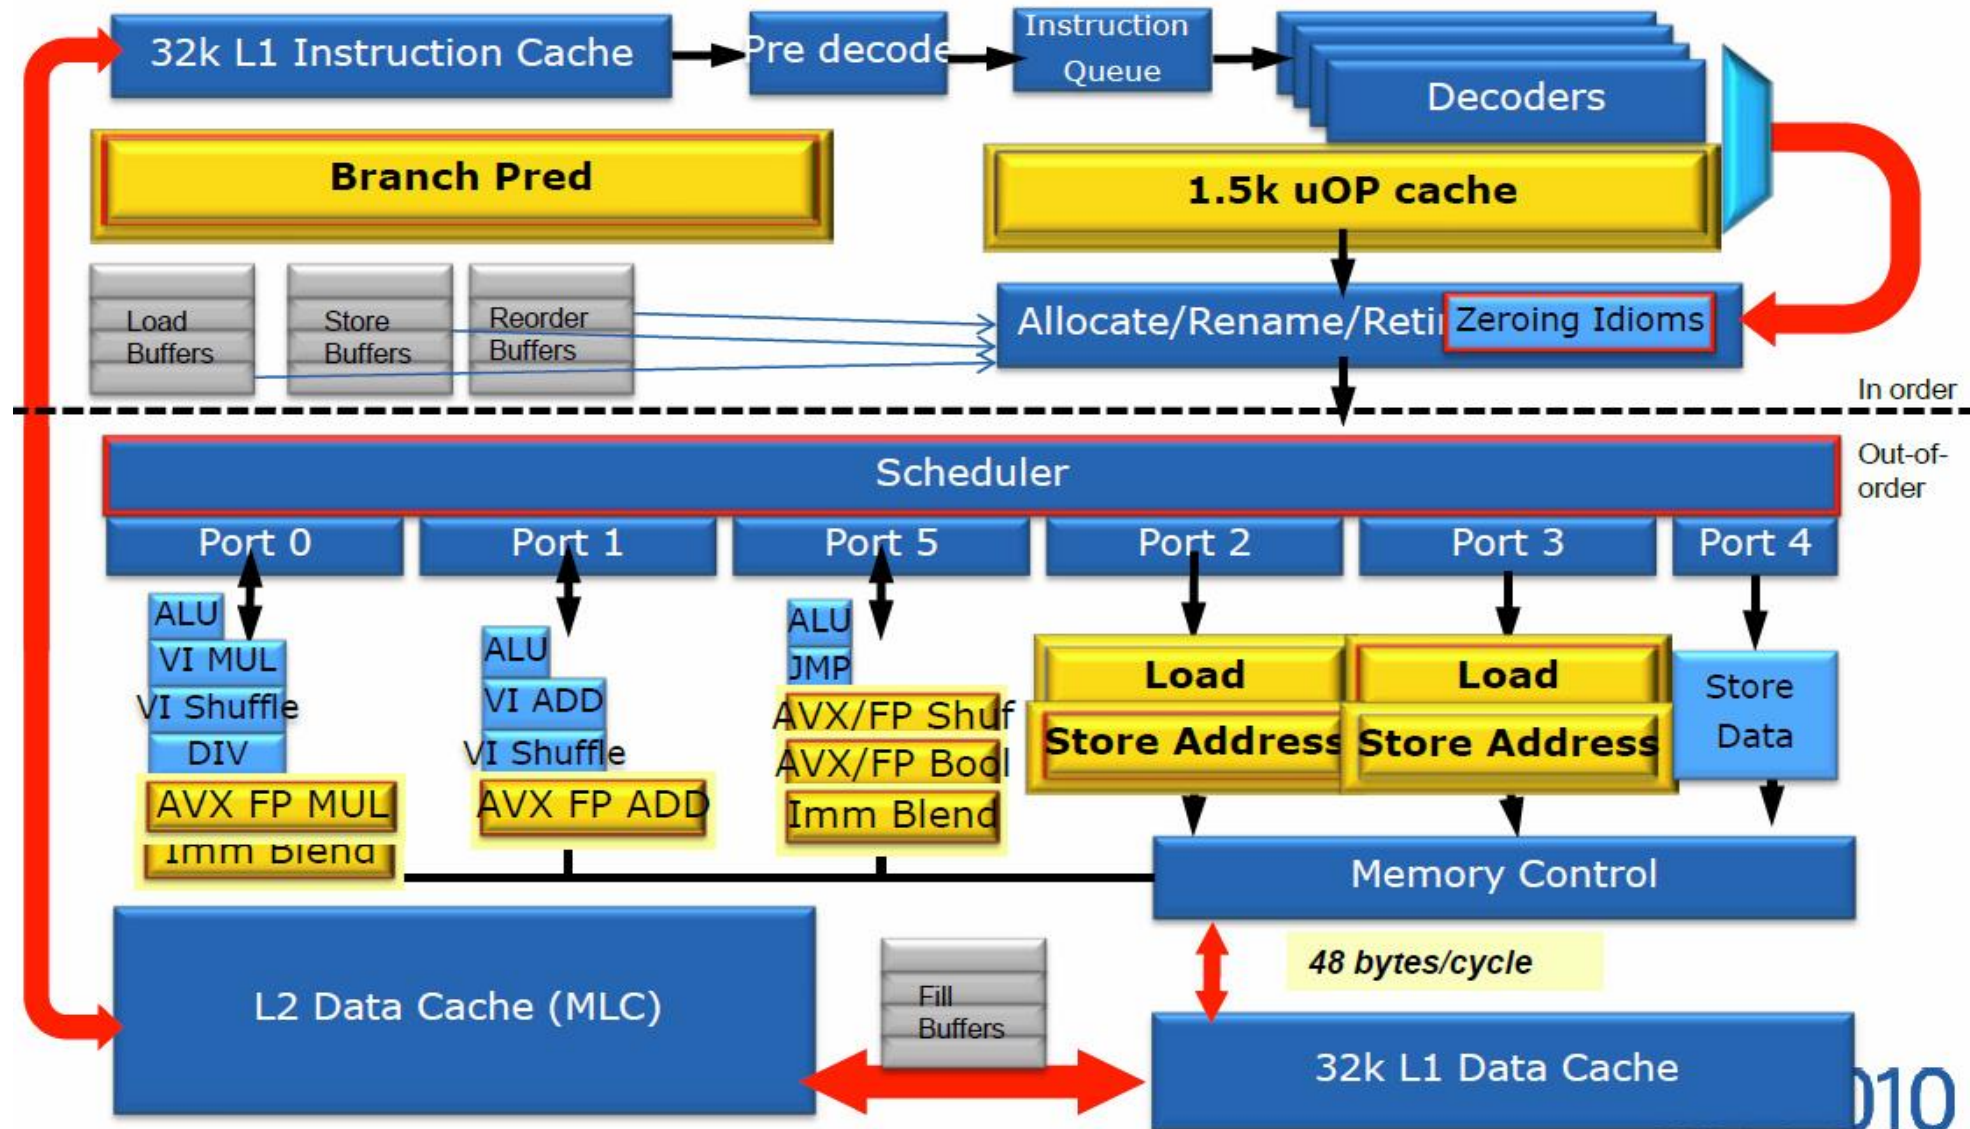 32k L1 Instruction Cache
Pre decode
Instruction
Queue
Decoders
Branch Pred
1.5k uOP cache
Load
Buffers
Store
Buffers
Reorder
Buffers
Allocate/Rename/Reti
Zeroing Idioms
In order
Out-of-
order
Scheduler
Port 0
Port 1
Port 5
Port 2
Port 3
Port 4
ALU
VI MUL
VI Shuffle
DIV
AVX FP MUL
Imm Blend
ALU
VI ADD
VI Shuffle
AVX FP ADD
ALU
JMP
AVX/FP Shuf
AVX/FP Bool
Imm Blend
Load
Store Address
Load
Store Address
Store
Data
Memory Control
48 bytes/cycle
L2 Data Cache (MLC)
Fill
Buffers
32k L1 Data Cache
010